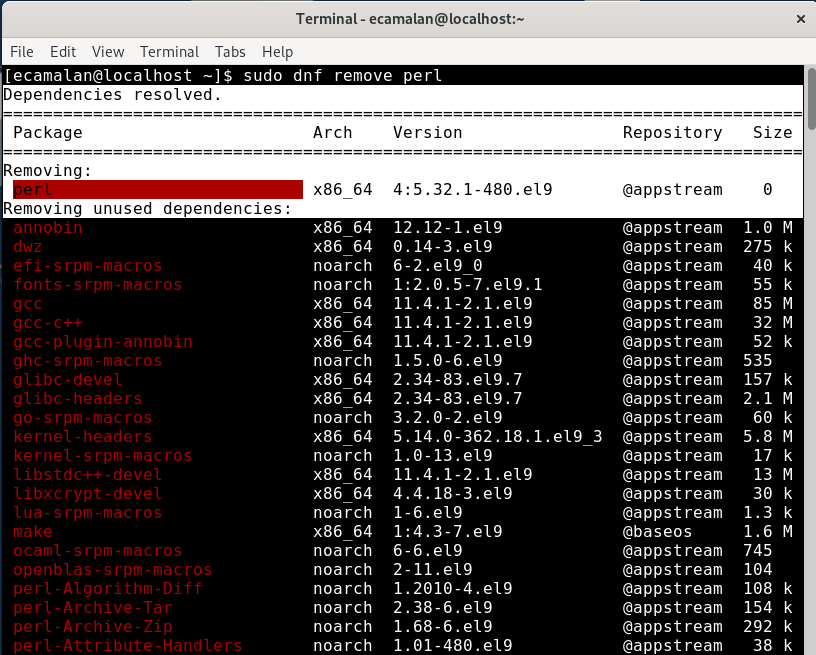 Terminal - ecamalan@localhost:~
File Edit View Terminal Tabs Help
[ecamalan@localhost ~]$ sudo dnf remove perl
Dependencies resolved.
================================================================================
Package Arch Version Repository Size
================================================================================
Removing:
perl x86_64 4:5.32.1-480.el9 @appstream 0
Removing unused dependencies:
annobin x86_64 12.12-1.el9 @appstream 1.0 M
dwz x86_64 0.14-3.el9 @appstream 275 k
efi-srpm-macros noarch 6-2.el9_0 @appstream 40 k
fonts-srpm-macros noarch 1:2.0.5-7.el9.1 @appstream 55 k
gcc x86_64 11.4.1-2.1.el9 @appstream 85 M
gcc-c++ x86_64 11.4.1-2.1.el9 @appstream 32 M
gcc-plugin-annobin x86_64 11.4.1-2.1.el9 @appstream 52 k
ghc-srpm-macros noarch 1.5.0-6.el9 @appstream 535
glibc-devel x86_64 2.34-83.el9.7 @appstream 157 k
glibc-headers x86_64 2.34-83.el9.7 @appstream 2.1 M
go-srpm-macros noarch 3.2.0-2.el9 @appstream 60 k
kernel-headers x86_64 5.14.0-362.18.1.el9_3 @appstream 5.8 M
kernel-srpm-macros noarch 1.0-13.el9 @appstream 17 k
libstdc++-devel x86_64 11.4.1-2.1.el9 @appstream 13 M
libxcrypt-devel x86_64 4.4.18-3.el9 @appstream 30 k
lua-srpm-macros noarch 1-6.el9 @appstream 1.3 k
make x86_64 1:4.3-7.el9 @baseos 1.6 M
ocaml-srpm-macros noarch 6-6.el9 @appstream 745
openblas-srpm-macros noarch 2-11.el9 @appstream 104
perl-Algorithm-Diff noarch 1.2010-4.el9 @appstream 108 k
perl-Archive-Tar noarch 2.38-6.el9 @appstream 154 k
perl-Archive-Zip noarch 1.68-6.el9 @appstream 292 k
perl-Attribute-Handlers noarch 1.01-480.el9 @appstream 38 k